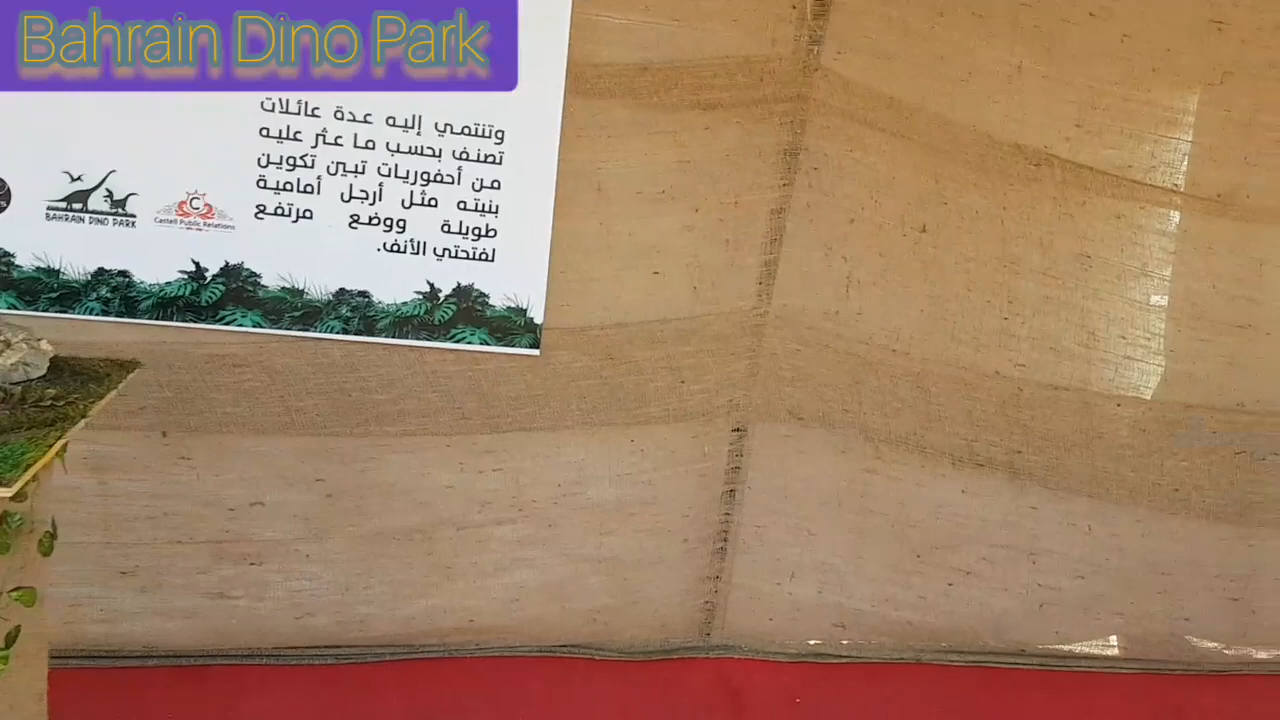 Bahrain Dino Park
وتنتمي إليه عدة عائلات
تصنف بحسب ما عثر عليه
من أحفوريات تبين تكوين
بنيته مثل أرجل أمامية
طويلة ووضع مرتفع
لفتحتي الأنف.
BAHRAIN DINO PARK
C
Castell Public Relations